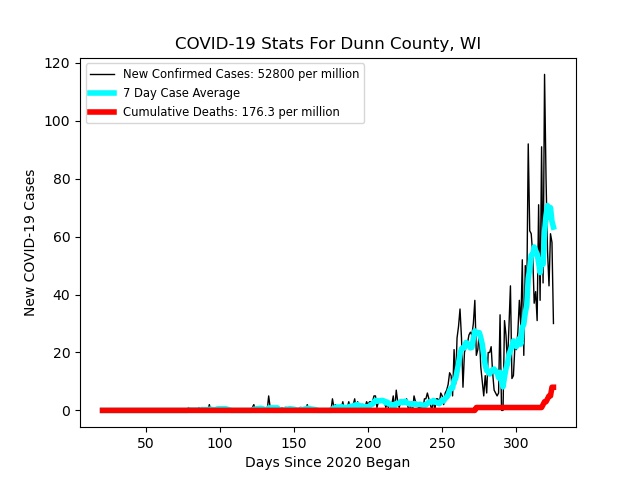 COVID-19 Stats For Dunn County, WI
New Confirmed Cases: 52800 per million
7 Day Case Average
Cumulative Deaths: 176.3 per million
120
100
80
60
40
20
0
New COVID-19 Cases
50 100 150 200 250 300
Days Since 2020 Began